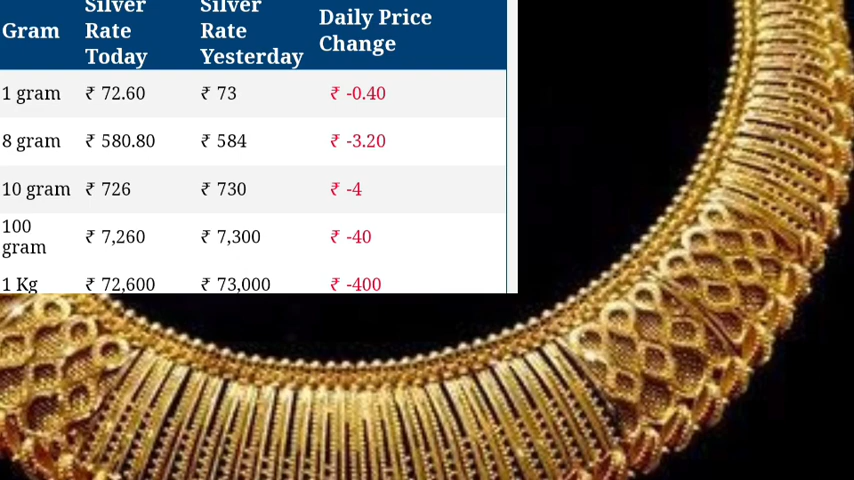 Gram Silver Rate Today Silver Rate Yesterday Daily Price Change
1 gram ₹ 72.60 ₹ 73 ₹ -0.40
8 gram ₹ 580.80 ₹ 584 ₹ -3.20
10 gram ₹ 726 ₹ 730 ₹ -4
100 gram ₹ 7,260 ₹ 7,300 ₹ -40
1 Kg ₹ 72,600 ₹ 73,000 ₹ -400